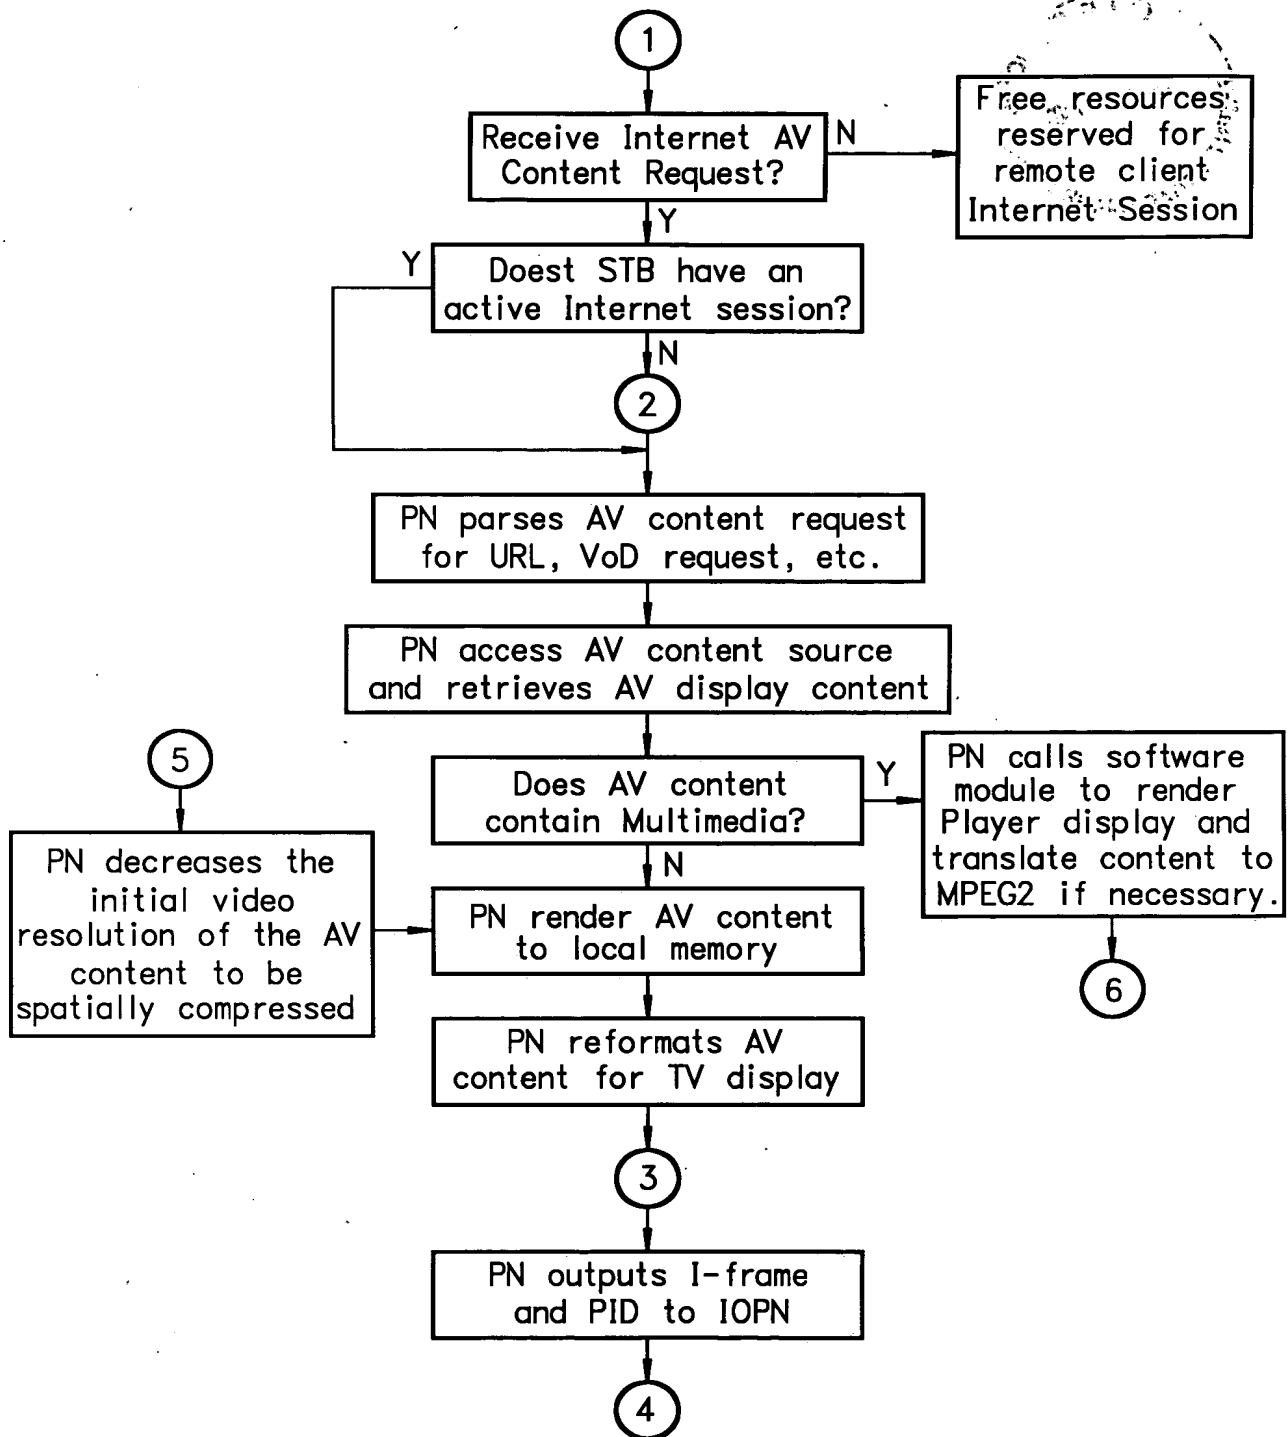 1
Receive Internet AV
Content Request?
N
Free resources
reserved for
remote client
Internet Session
Y
Y
Doest STB have an
active Internet session?
N
2
PN parses AV content request
for URL, VoD request, etc.
PN access AV content source
and retrieves AV display content
5
Does AV content
contain Multimedia?
Y
PN calls software
module to render
Player display and
translate content to
MPEG2 if necessary.
N
PN decreases the
initial video
resolution of the AV
content to be
spatially compressed
PN render AV content
to local memory
6
PN reformats AV
content for TV display
3
PN outputs I-frame
and PID to IOPN
4